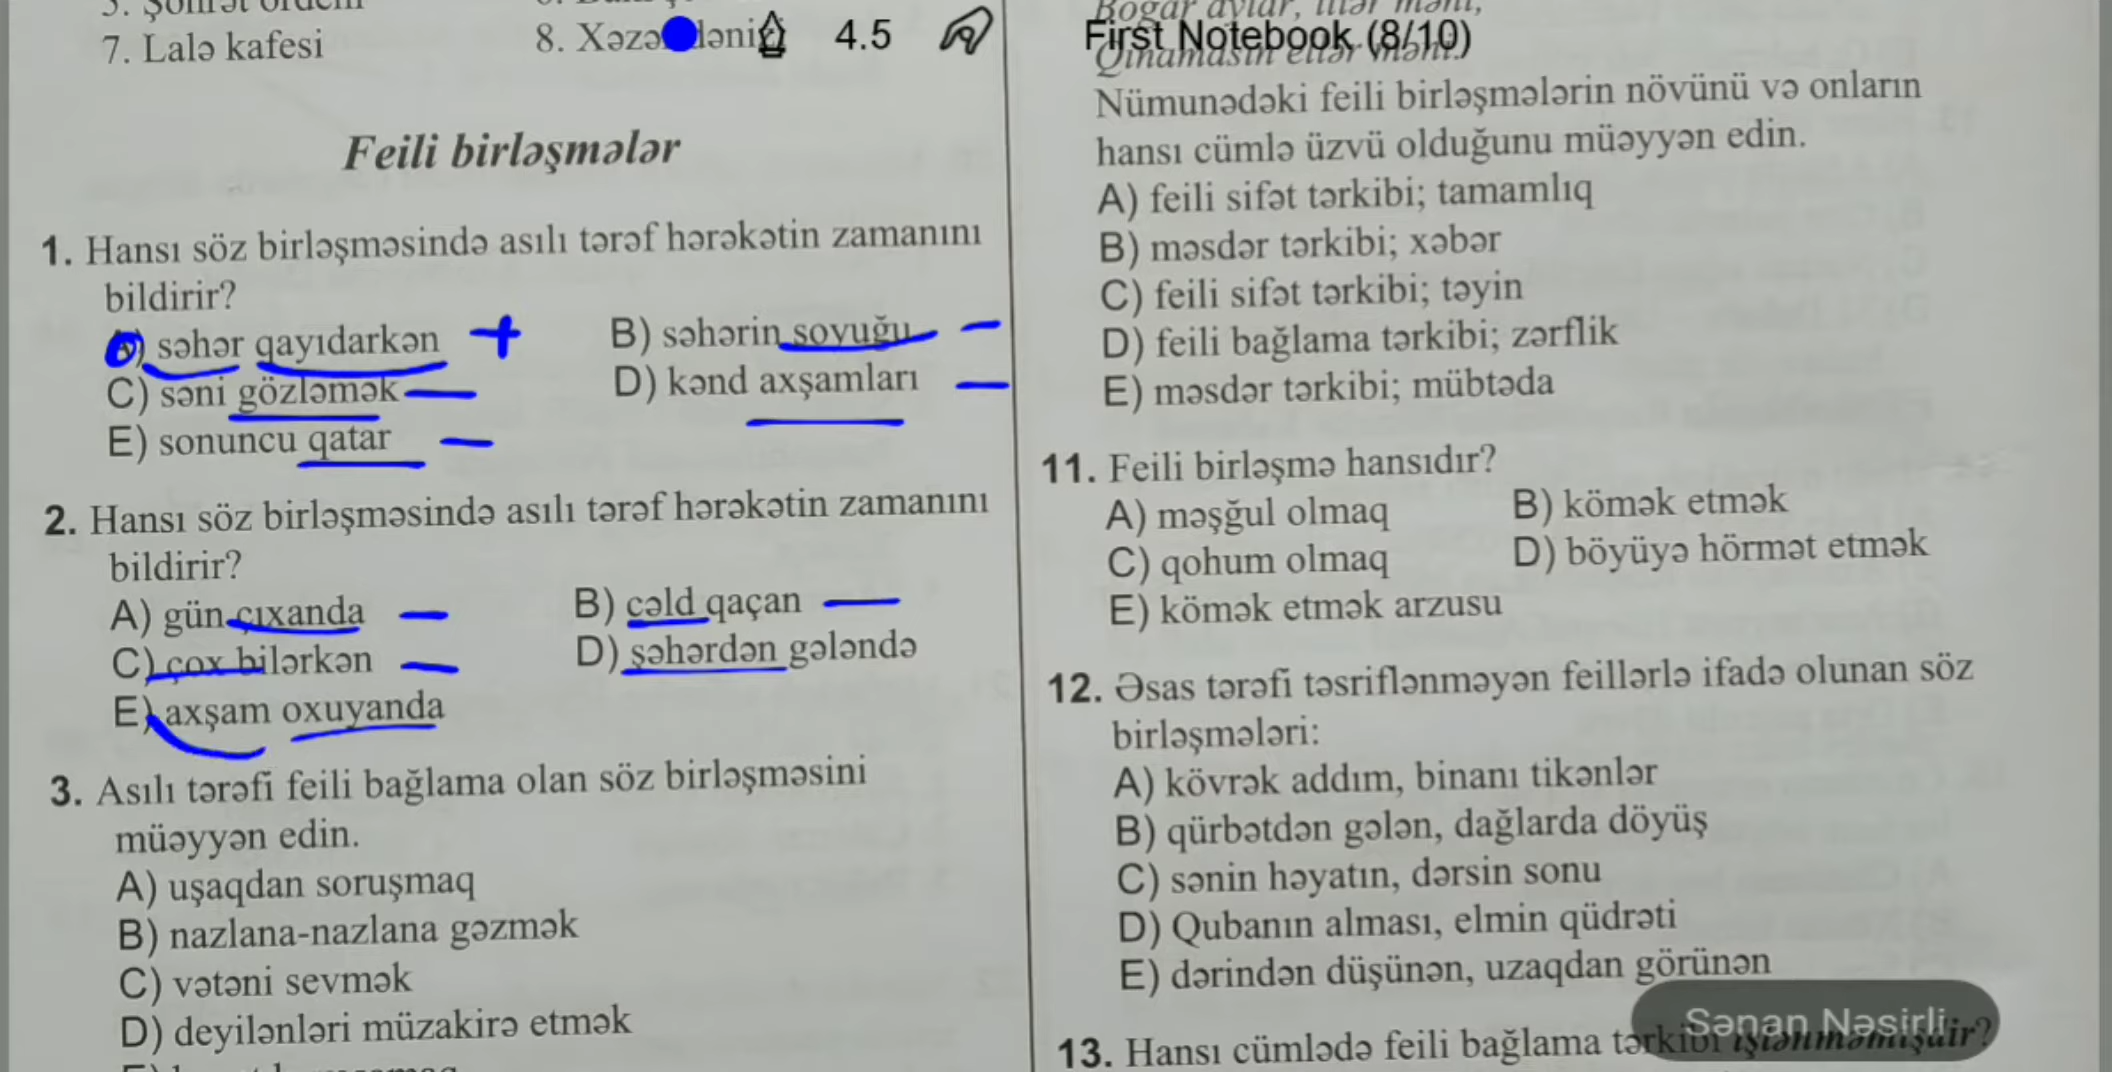 7. Lalə kafesi
8.
4.5
Feili birləşmələr
1. Hansı söz birləşməsində asılı tərəf hərəkətin zamanını
bildirir?
A) səhər qayıdarkən +
B) səhərin soyuğu –
C) səni gözləmək –
D) kənd axşamları –
E) sonuncu qatar –
2. Hansı söz birləşməsində asılı tərəf hərəkətin zamanını
bildirir?
A) gün çıxanda –
B) cəld qaçan –
C) çox bilərkən –
D) şəhərdən gələndə
E) axşam oxuyanda
3. Asılı tərəfi feili bağlama olan söz birləşməsini
müəyyən edin.
A) uşaqdan soruşmaq
B) nazlana-nazlana gəzmək
C) vətəni sevmək
D) deyilənləri müzakirə etmək
First Notebook (8/10)
Qınamasın ellər məni.)
Nümunədəki feili birləşmələrin növünü və onların
hansı cümlə üzvü olduğunu müəyyən edin.
A) feili sifət tərkibi; tamamlıq
B) məsdər tərkibi; xəbər
C) feili sifət tərkibi; təyin
D) feili bağlama tərkibi; zərflik
E) məsdər tərkibi; mübtəda
11. Feili birləşmə hansıdır?
A) məşğul olmaq
B) kömək etmək
C) qohum olmaq
D) böyüyə hörmət etmək
E) kömək etmək arzusu
12. Əsas tərəfi təsriflənməyən feillərlə ifadə olunan söz
birləşmələri:
A) kövrək addım, binanı tikənlər
B) qürbətdən gələn, dağlarda döyüş
C) sənin həyatın, dərsin sonu
D) Qubanın alması, elmin qüdrəti
E) dərindən düşünən, uzaqdan görünən
Sənan Nəsirli
13. Hansı cümlədə feili bağlama tərkibi işlənməmişdir?